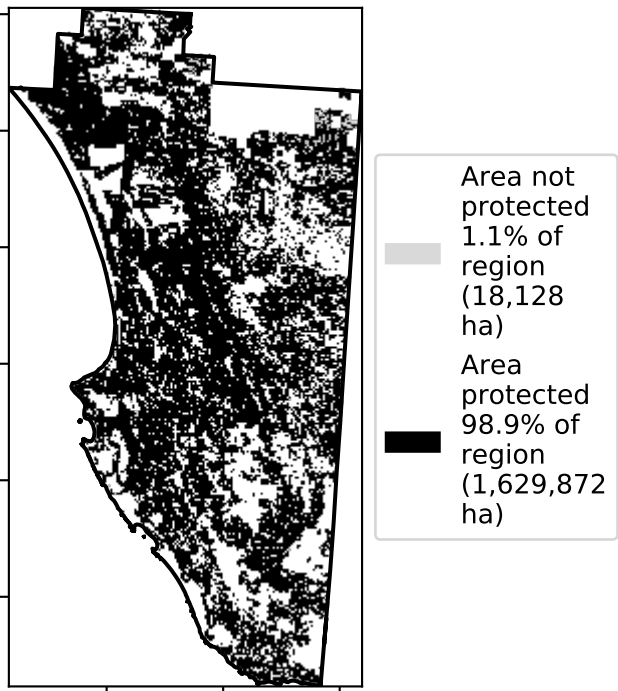 Area not
protected
1.1% of
region
(18,128
ha)
Area
protected
98.9% of
region
(1,629,872
ha)